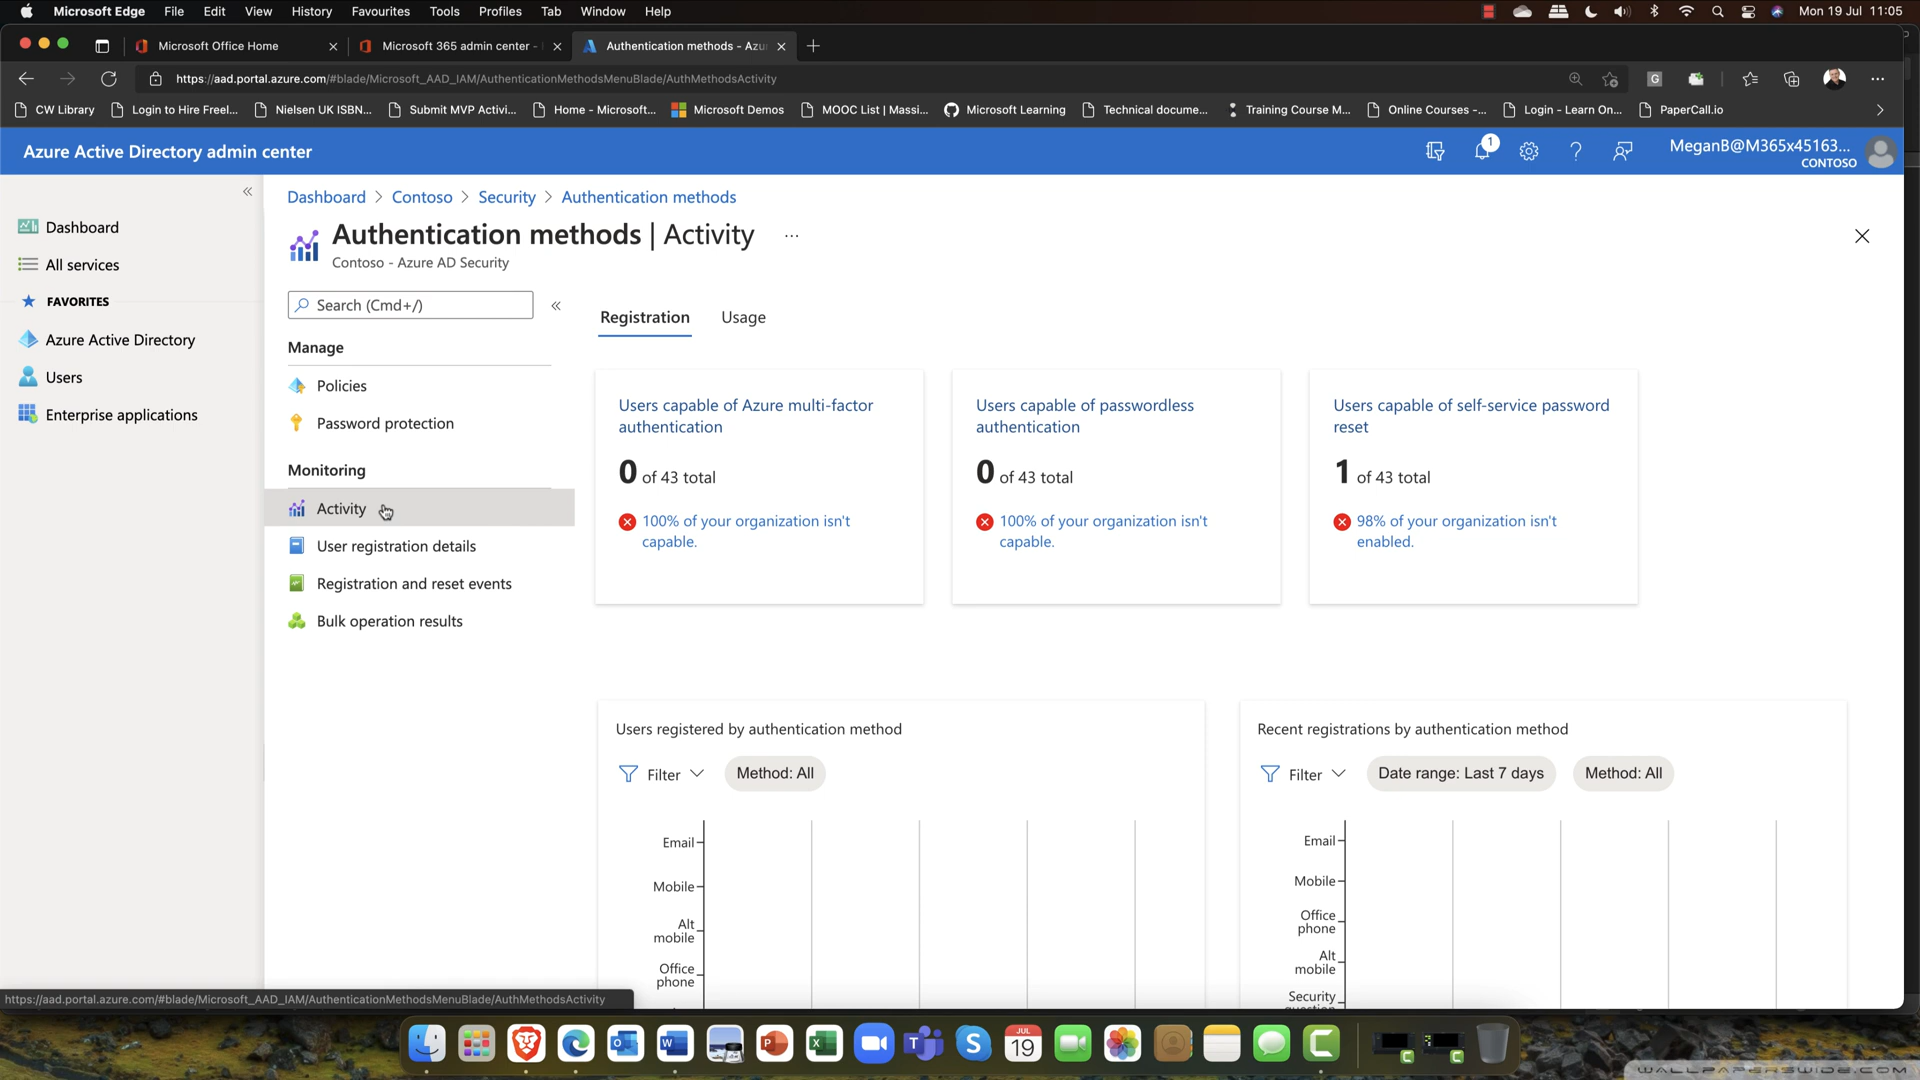 Microsoft Edge File Edit View History Favourites Tools Profiles Tab Window Help Mon 19 Jul 11:05
Microsoft Office Home
Microsoft 365 admin center -
Authentication methods - Azu
https://aad.portal.azure.com/#blade/Microsoft_AAD_IAM/AuthenticationMethodsMenuBlade/AuthMethodsActivity
G
CW Library Login to Hire Freel... Nielsen UK ISBN... Submit MVP Activi... Home - Microsoft... Microsoft Demos MOOC List | Massi... Microsoft Learning Technical docume... Training Course M... Online Courses -... Login - Learn On... PaperCall.io
Azure Active Directory admin center
1
MeganB@M365x45163...
CONTOSO
Dashboard
All services
FAVORITES
Azure Active Directory
Users
Enterprise applications
Dashboard > Contoso > Security > Authentication methods
Authentication methods | Activity ...
Contoso - Azure AD Security
Search (Cmd+/)
Manage
Policies
Password protection
Monitoring
Activity
User registration details
Registration and reset events
Bulk operation results
Registration Usage
Users capable of Azure multi-factor
authentication
0 of 43 total
100% of your organization isn't
capable.
Users capable of passwordless
authentication
0 of 43 total
100% of your organization isn't
capable.
Users capable of self-service password
reset
1 of 43 total
98% of your organization isn't
enabled.
Users registered by authentication method
Filter Method: All
Email
Mobile
Alt
mobile
Office
phone
Recent registrations by authentication method
Filter Date range: Last 7 days Method: All
Email
Mobile
Office
phone
Alt
mobile
Security
question
https://aad.portal.azure.com/#blade/Microsoft_AAD_IAM/AuthenticationMethodsMenuBlade/AuthMethodsActivity
JUL
19
WALLPAPERSWIDE.COM